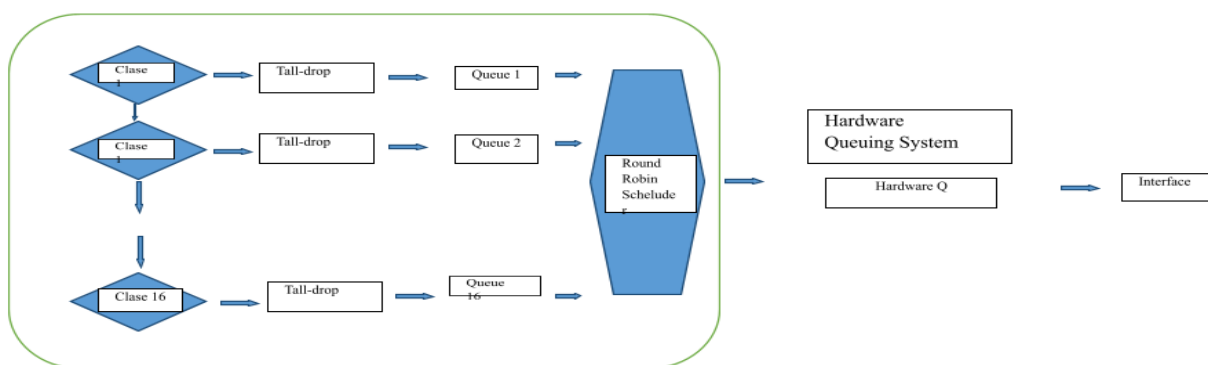 Clase
1
Tall-drop
Queue 1
Clase
1
Tall-drop
Queue 2
Round
Robin
Schelude
r
Hardware
Queuing System
Hardware Q
Interface
Clase 16
Tall-drop
Queue
16